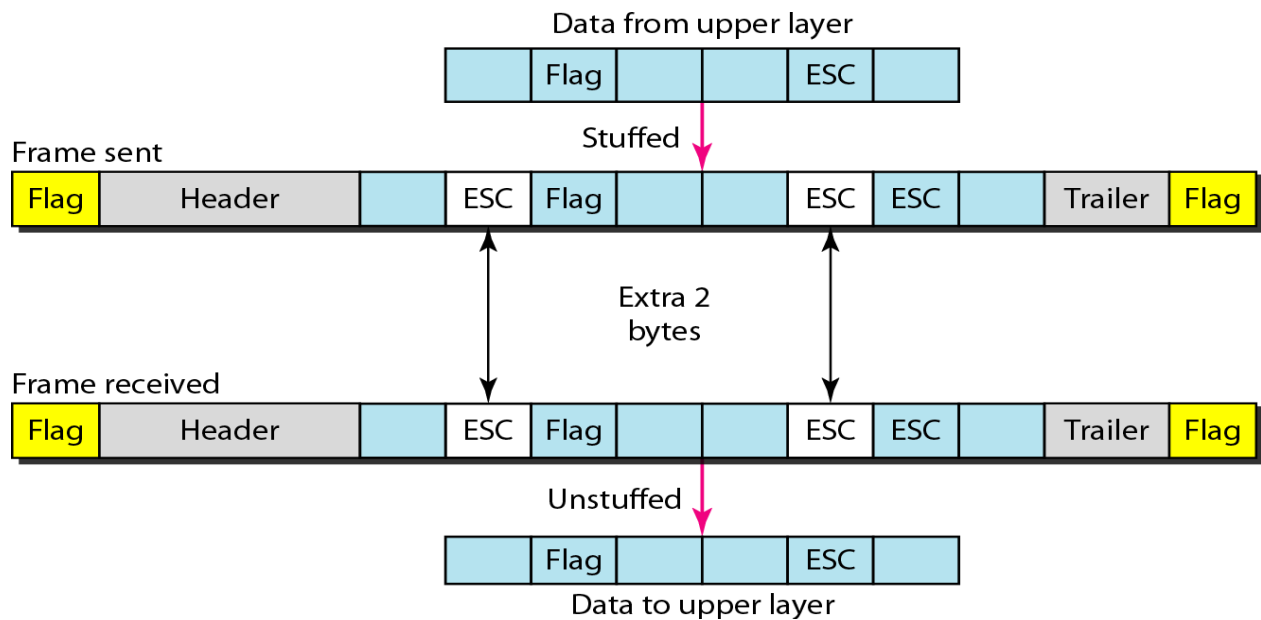 Data from upper layer
Flag ESC
Stuffed
Frame sent
Flag Header ESC Flag ESC ESC Trailer Flag
Extra 2
bytes
Frame received
Flag Header ESC Flag ESC ESC Trailer Flag
Unstuffed
Flag ESC
Data to upper layer